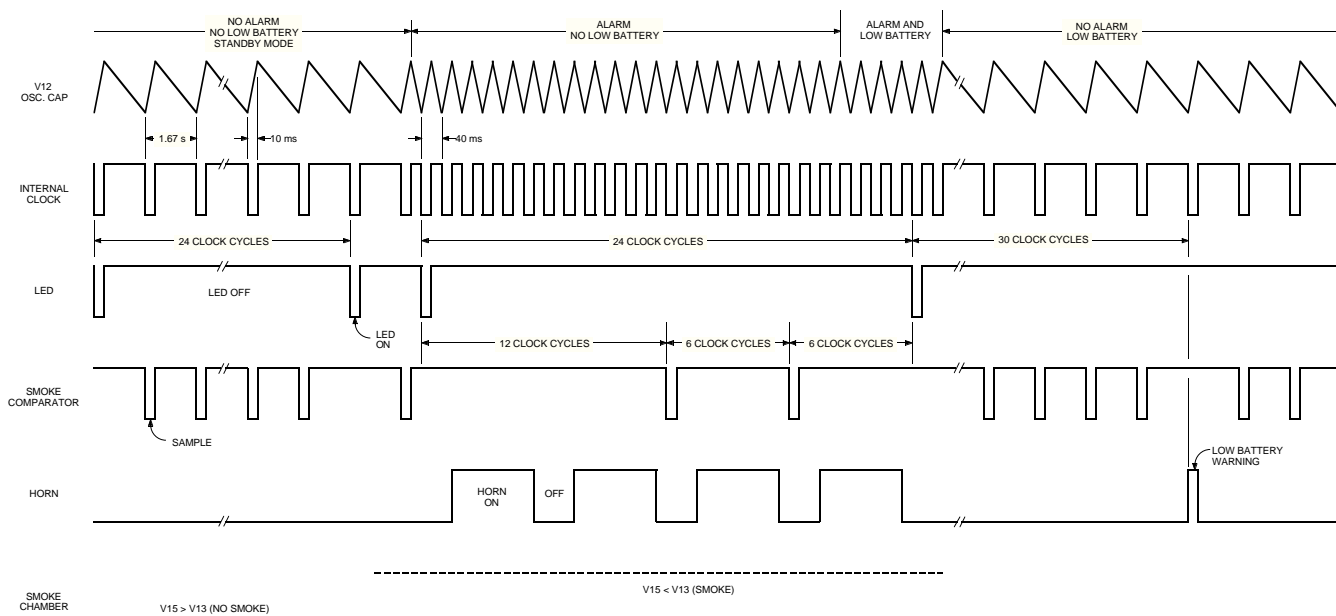 NO ALARM
NO LOW BATTERY
STANDBY MODE
ALARM
NO LOW BATTERY
ALARM AND
LOW BATTERY
NO ALARM
LOW BATTERY
V12
OSC. CAP
1.67 s
10 ms
40 ms
INTERNAL
CLOCK
24 CLOCK CYCLES
24 CLOCK CYCLES
30 CLOCK CYCLES
LED
LED OFF
LED
ON
12 CLOCK CYCLES
6 CLOCK CYCLES
6 CLOCK CYCLES
SMOKE
COMPARATOR
SAMPLE
LOW BATTERY
WARNING
HORN
HORN
ON
OFF
SMOKE
CHAMBER
V15 < V13 (SMOKE)
V15 > V13 (NO SMOKE)